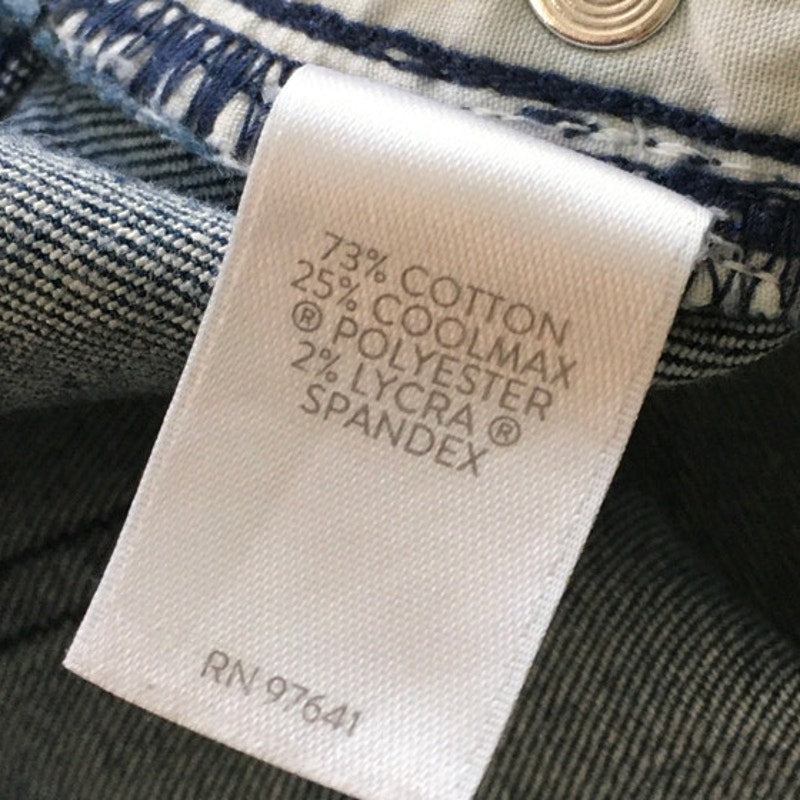 73% COTTON
25% COOLMAX
® POLYESTER
2% LYCRA ®
SPANDEX
RN 97641